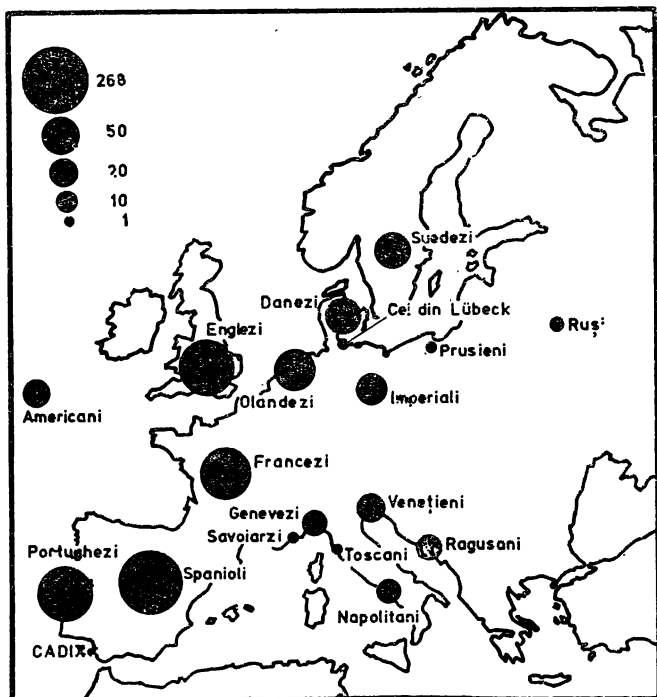 268
50
20
10
1
Suedezi
Danezi
Cei din Lübeck
Englezi
Ruși
Prusieni
Olandezi
Imperiali
Americani
Francezi
Genevezi
Venețieni
Savoiarzi
Toscani
Ragusani
Portughezi
Spanioli
Napolitani
CADIX